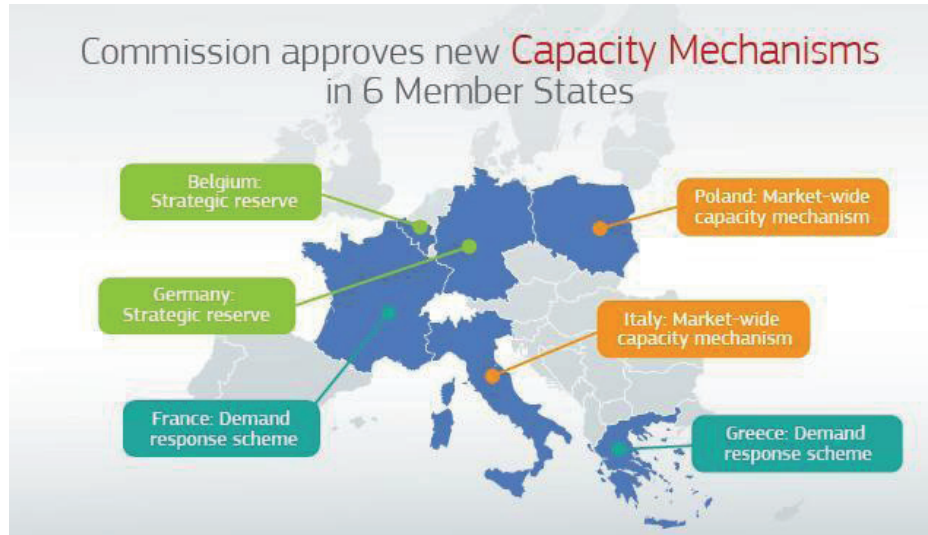 Commission approves new Capacity Mechanisms
in 6 Member States
Belgium:
Strategic reserve
Poland: Market-wide
capacity mechanism
Germany:
Strategic reserve
Italy: Market-wide
capacity mechanism
France: Demand
response scheme
Greece: Demand
response scheme